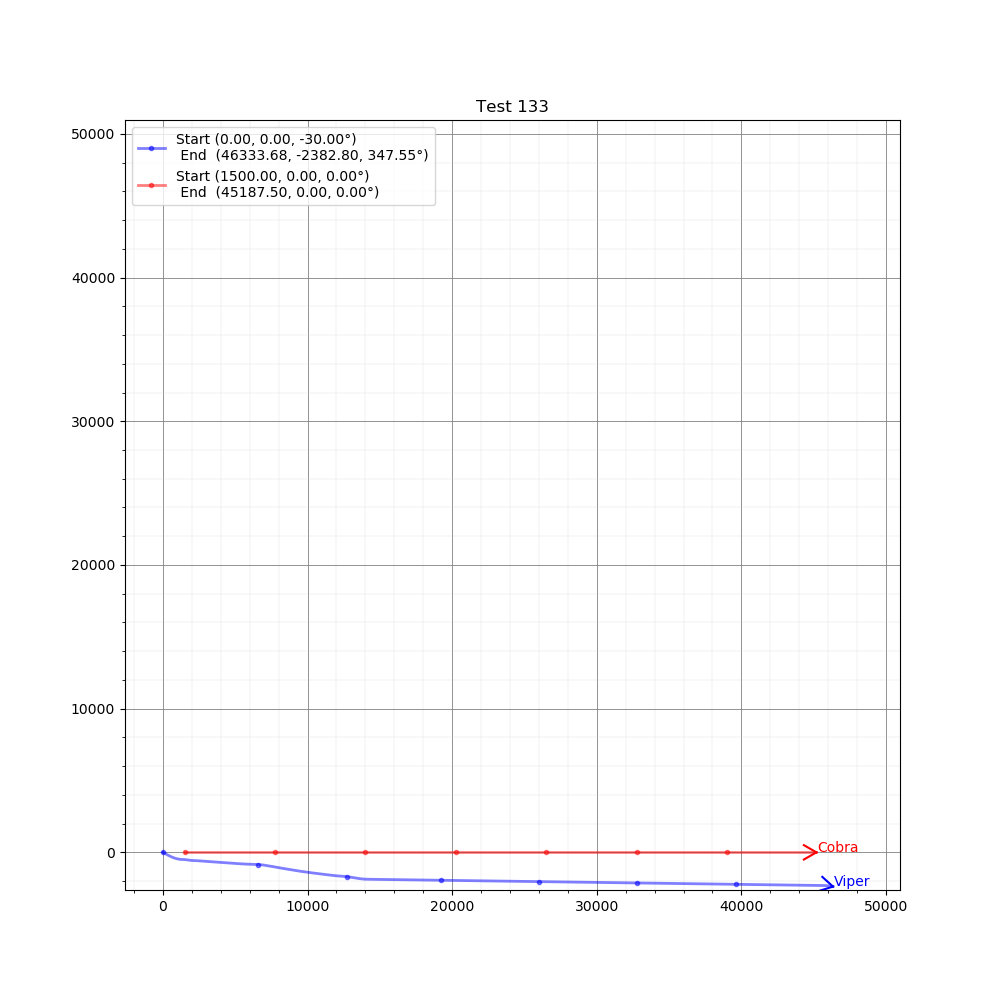 Test 133
50000
40000
30000
20000
10000
0
Start (0.00, 0.00, -30.00°)
End (46333.68, -2382.80, 347.55°)
Start (1500.00, 0.00, 0.00°)
End (45187.50, 0.00, 0.00°)
Cobra
Viper
0 10000 20000 30000 40000 50000